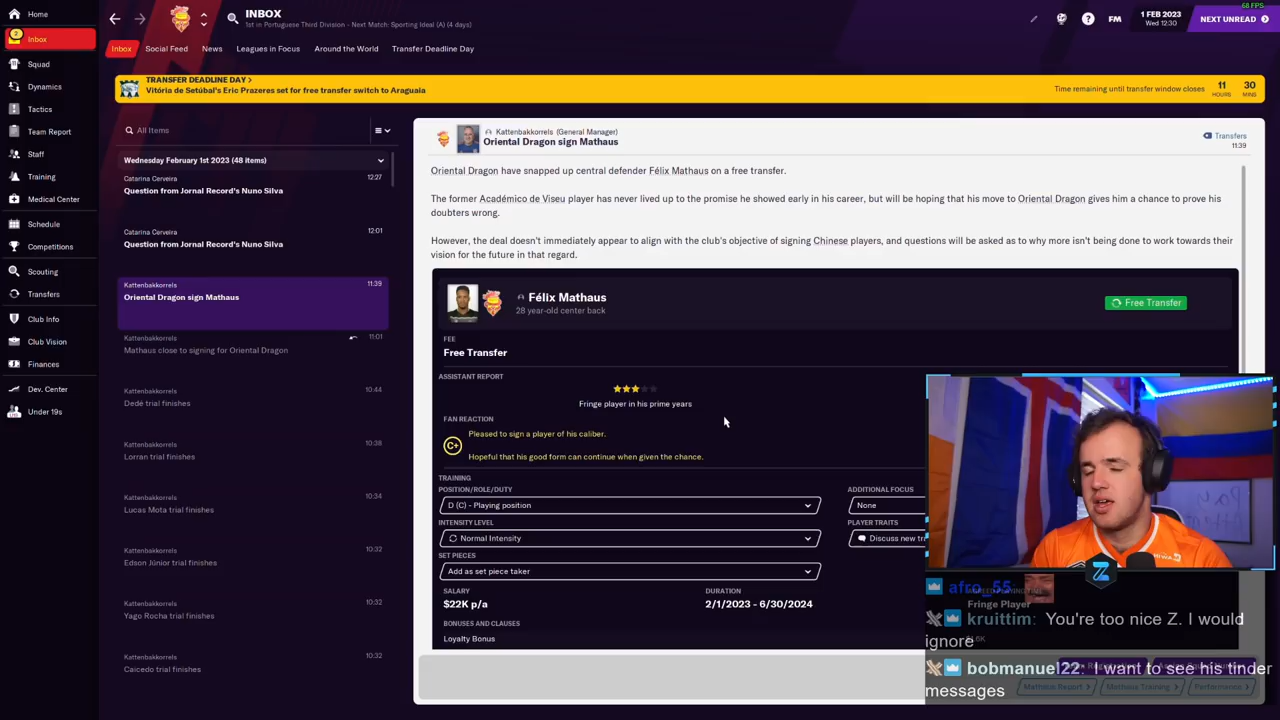 68 FPS
Home
INBOX
1st in Portuguese Third Division - Next Match: Sporting Ideal (A) (4 days)
FM
1 FEB 2023
Wed 12:30
NEXT UNREAD
2
Inbox
Inbox Social Feed News Leagues in Focus Around the World Transfer Deadline Day
Squad
Dynamics
Tactics
Team Report
Staff
Training
Medical Center
Schedule
Competitions
Scouting
Transfers
Club Info
Club Vision
Finances
Dev. Center
Under 19s
TRANSFER DEADLINE DAY >
Vitória de Setúbal's Eric Prazeres set for free transfer switch to Araguaia
Time remaining until transfer window closes
11 30
HOURS MINS
All Items
Wednesday February 1st 2023 (48 items)
Catarina Cerveira 12:27
Question from Jornal Record's Nuno Silva
Catarina Cerveira 12:01
Question from Jornal Record's Nuno Silva
Kattenbakkorrels 11:39
Oriental Dragon sign Mathaus
Kattenbakkorrels 11:01
Mathaus close to signing for Oriental Dragon
Kattenbakkorrels 10:44
Dedé trial finishes
Kattenbakkorrels 10:38
Lorran trial finishes
Kattenbakkorrels 10:34
Lucas Mota trial finishes
Kattenbakkorrels 10:32
Edson Júnior trial finishes
Kattenbakkorrels 10:32
Yago Rocha trial finishes
Kattenbakkorrels 10:32
Caicedo trial finishes
Kattenbakkorrels (General Manager)
Oriental Dragon sign Mathaus
Transfers
11:39
Oriental Dragon have snapped up central defender Félix Mathaus on a free transfer.
The former Académico de Viseu player has never lived up to the promise he showed early in his career, but will be hoping that his move to Oriental Dragon gives him a chance to prove his
doubters wrong.
However, the deal doesn't immediately appear to align with the club's objective of signing Chinese players, and questions will be asked as to why more isn't being done to work towards their
vision for the future in that regard.
Félix Mathaus
28 year-old center back
Free Transfer
FEE
Free Transfer
ASSISTANT REPORT
Fringe player in his prime years
FAN REACTION
C+
Pleased to sign a player of his caliber.
Hopeful that his good form can continue when given the chance.
TRAINING
POSITION/ROLE/DUTY
D (C) - Playing position
ADDITIONAL FOCUS
None
INTENSITY LEVEL
Normal Intensity
PLAYER TRAITS
Discuss new tr
SET PIECES
Add as set piece taker
SALARY
$22K p/a
DURATION
2/1/2023 - 6/30/2024
Fringe Player
BONUSES AND CLAUSES
Loyalty Bonus
Z
afro_55
kruittim: You're too nice Z. I would
ignore
bobmanuel22: I want to see his tinder
messages
Mathaus Report >
Mathaus Training >
Performance >